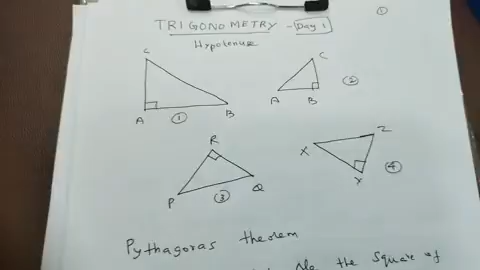 ①
TRIGONOMETRY - Day 1
Hypotenuse
C
A
B
①
C
A
B
②
R
P
Q
③
X
Z
Y
④
Pythagoras theorem
the square of